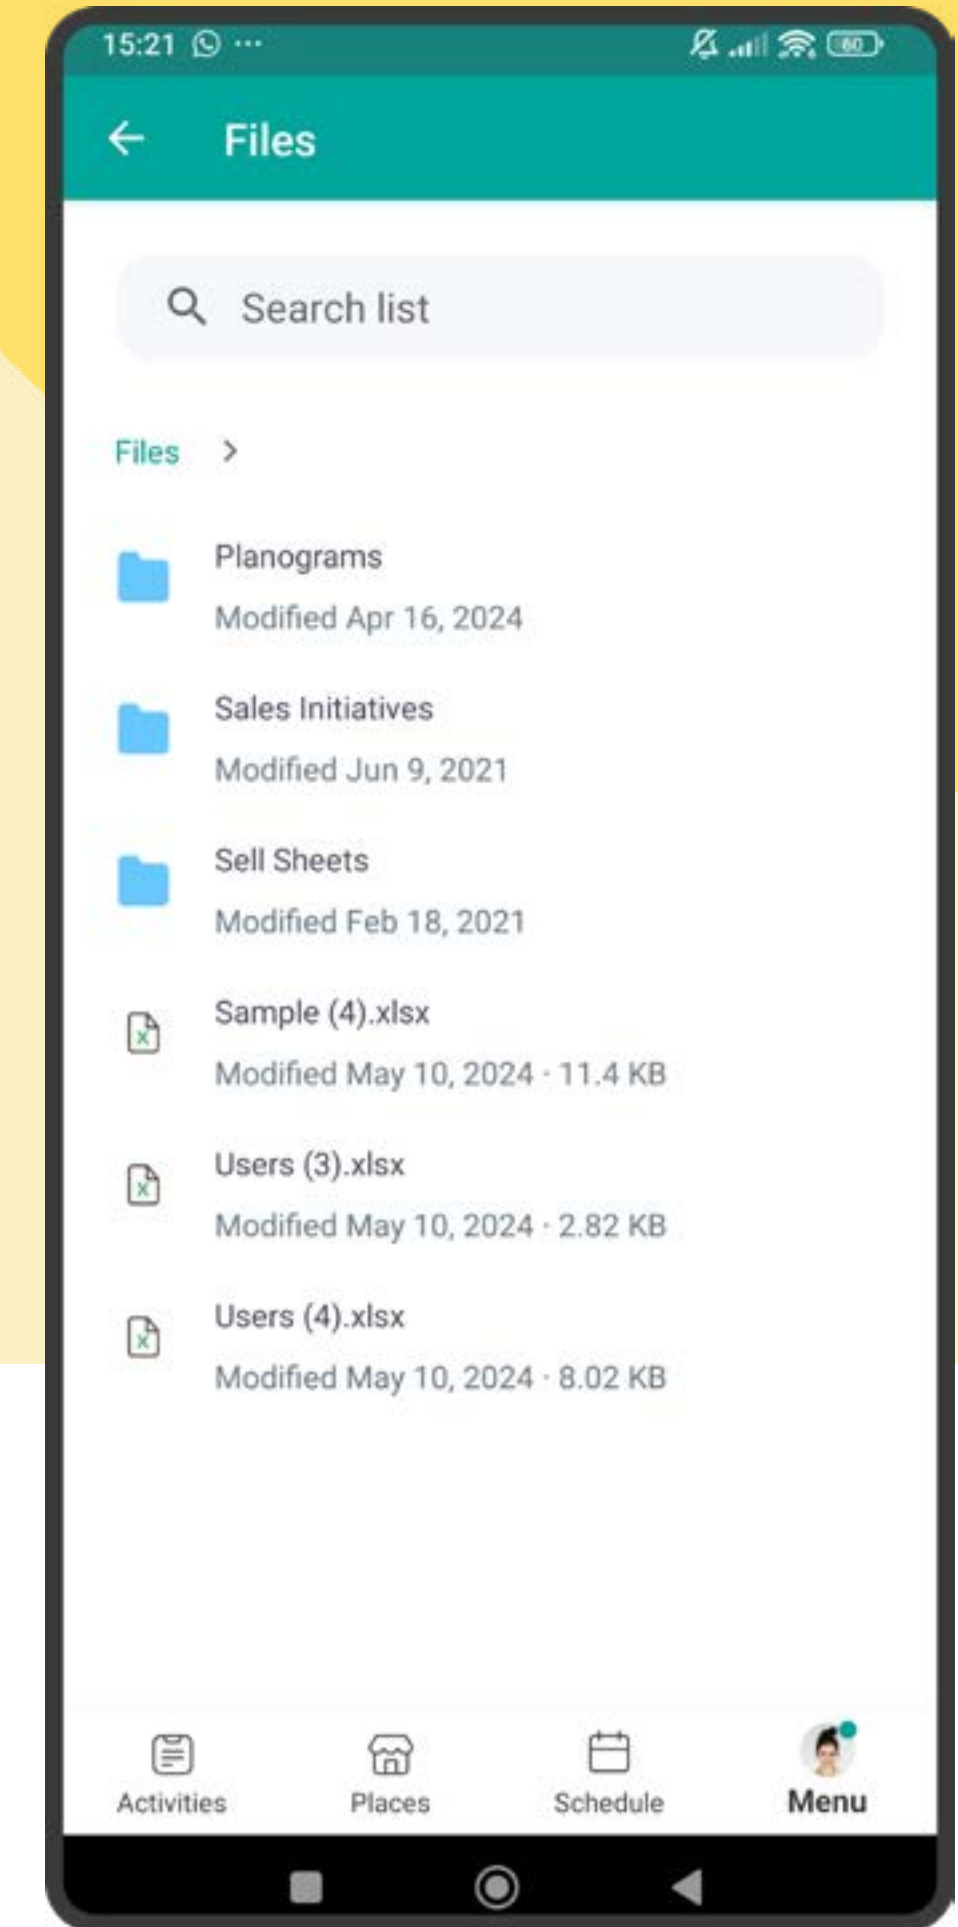 15:21
60
Files
Search list
Files
Planograms
Modified Apr 16, 2024
Sales Initiatives
Modified Jun 9, 2021
Sell Sheets
Modified Feb 18, 2021
Sample (4).xlsx
Modified May 10, 2024 · 11.4 KB
Users (3).xlsx
Modified May 10, 2024 · 2.82 KB
Users (4).xlsx
Modified May 10, 2024 · 8.02 KB
Activities Places Schedule Menu